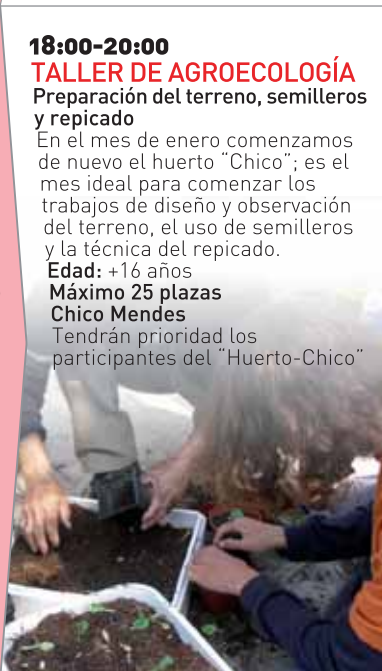 18:00-20:00
TALLER DE AGROECOLOGÍA
Preparación del terreno, semilleros
y repicado
En el mes de enero comenzamos
de nuevo el huerto “Chico”; es el
mes ideal para comenzar los
trabajos de diseño y observación
del terreno, el uso de semilleros
y la técnica del repicado.
Edad: +16 años
Máximo 25 plazas
Chico Mendes
Tendrán prioridad los
participantes del “Huerto-Chico”